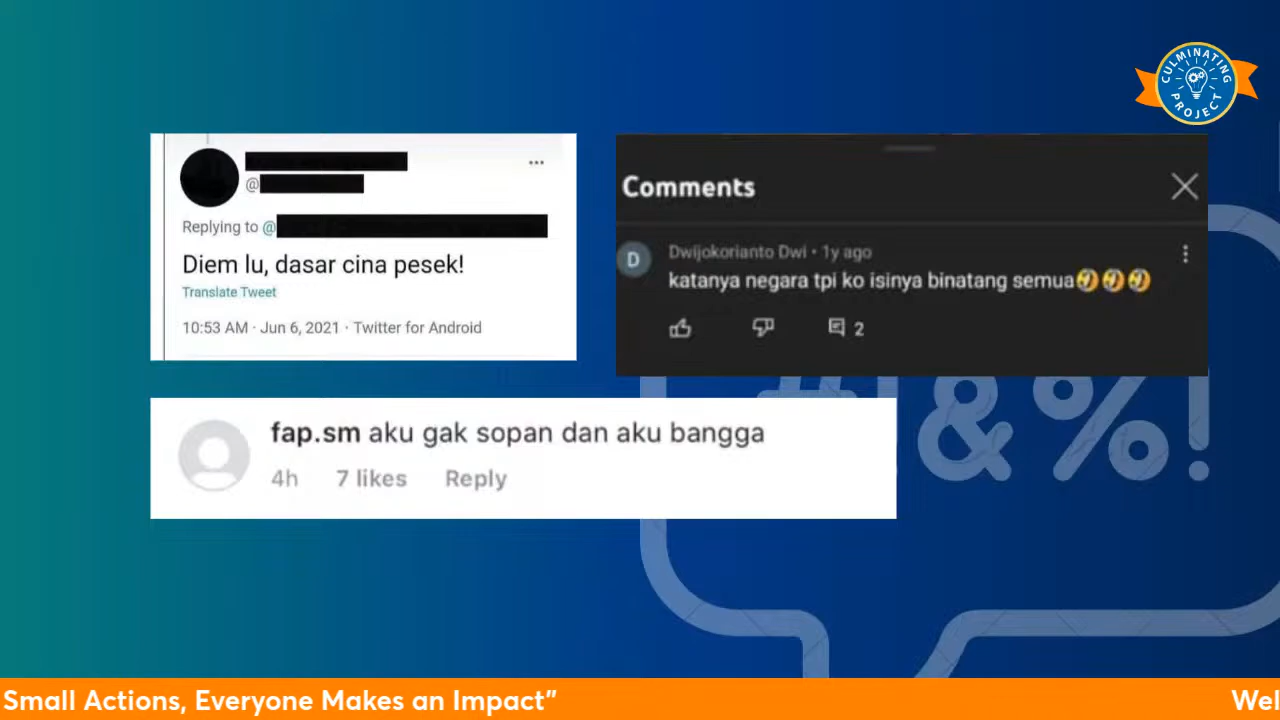 CULMINATING
PROJECT
@
Replying to @
Diem lu, dasar cina pesek!
Translate Tweet
10:53 AM · Jun 6, 2021 · Twitter for Android
Comments
D
Dwijokorianto Dwi • 1y ago
katanya negara tpi ko isinya binatang semua🤣🤣🤣
2
#!&%!
fap.sm aku gak sopan dan aku bangga
4h 7 likes Reply
Small Actions, Everyone Makes an Impact” Wel